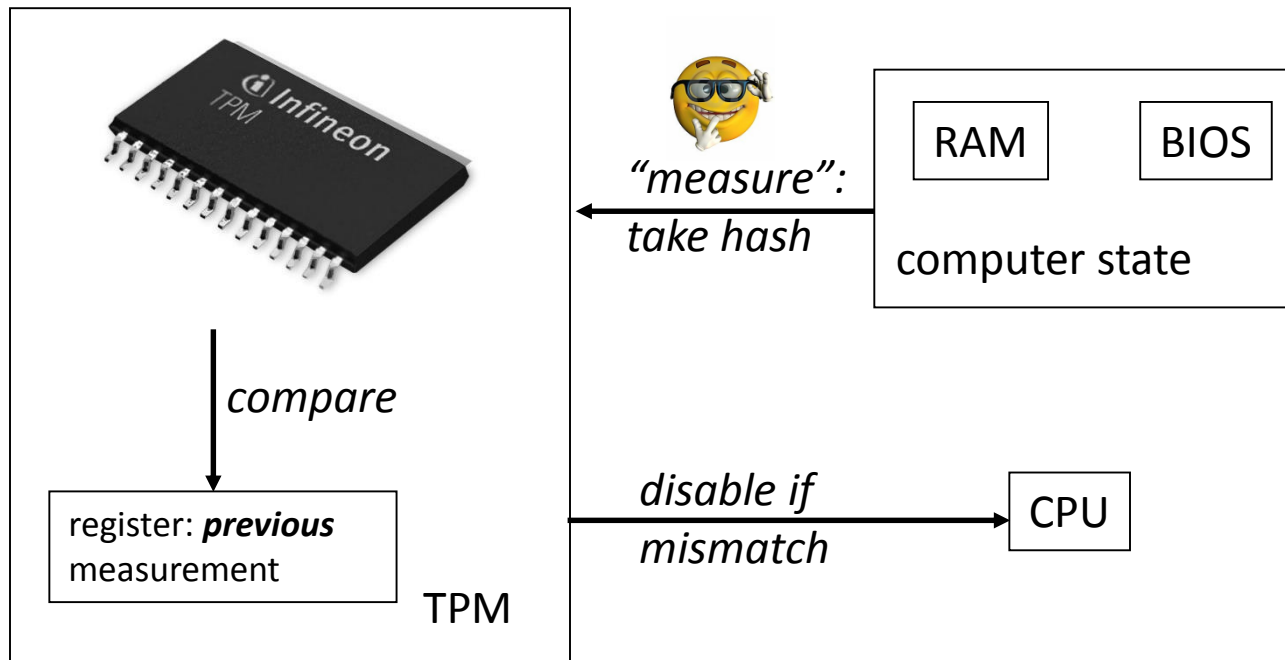 Infineon
TPM
"measure":
take hash
RAM
BIOS
computer state
compare
register: previous
measurement
TPM
disable if
mismatch
CPU